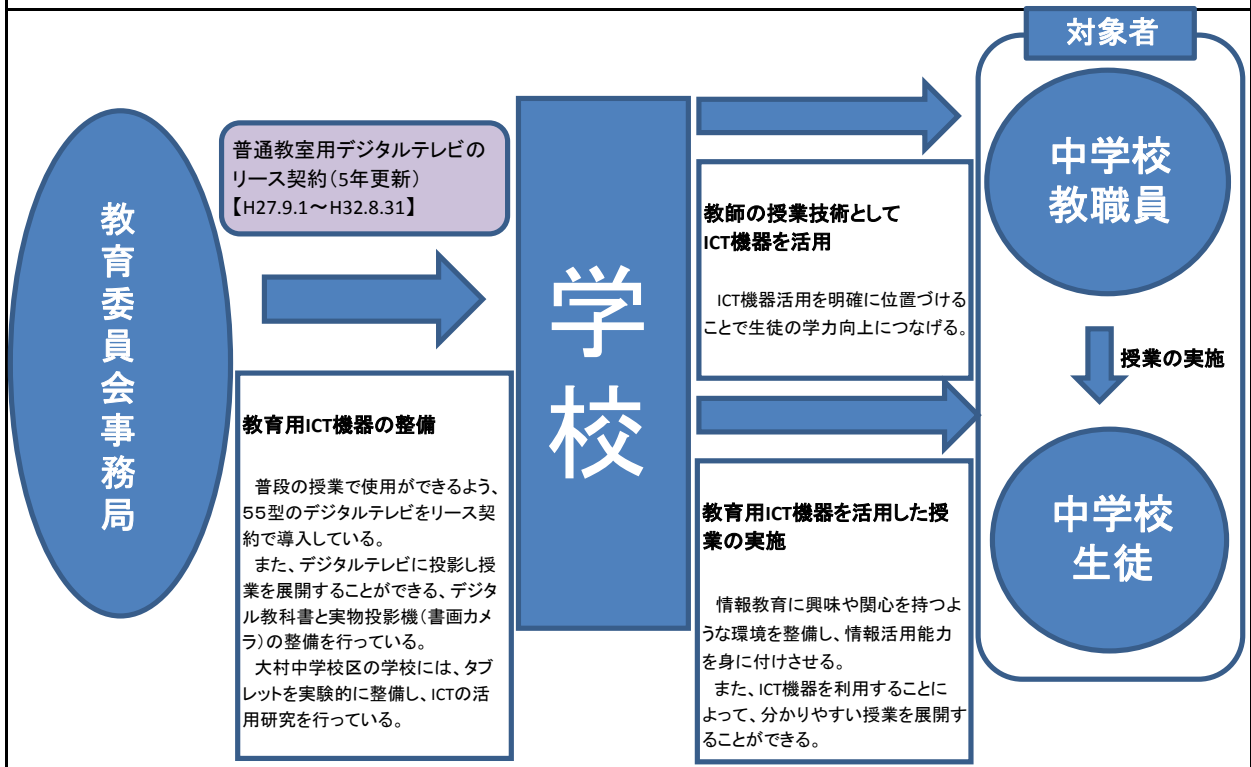 教育委員会事務局
普通教室用デジタルテレビの
リース契約(5年更新)
【H27.9.1～H32.8.31】
教育用ICT機器の整備
普段の授業で使用ができるよう、
55型のデジタルテレビをリース契
約で導入している。
また、デジタルテレビに投影し授
業を展開することができる、デジタ
ル教科書と実物投影機(書画カメ
ラ)の整備を行っている。
大村中学校区の学校には、タブ
レットを実験的に整備し、ICTの活
用研究を行っている。
学校
教師の授業技術として
ICT機器を活用
ICT機器活用を明確に位置づける
ことで生徒の学力向上につなげる。
教育用ICT機器を活用した授
業の実施
情報教育に興味や関心を持つよ
うな環境を整備し、情報活用能力
を身に付けさせる。
また、ICT機器を利用することに
よって、分かりやすい授業を展開す
ることができる。
対象者
中学校
教職員
授業の実施
中学校
生徒